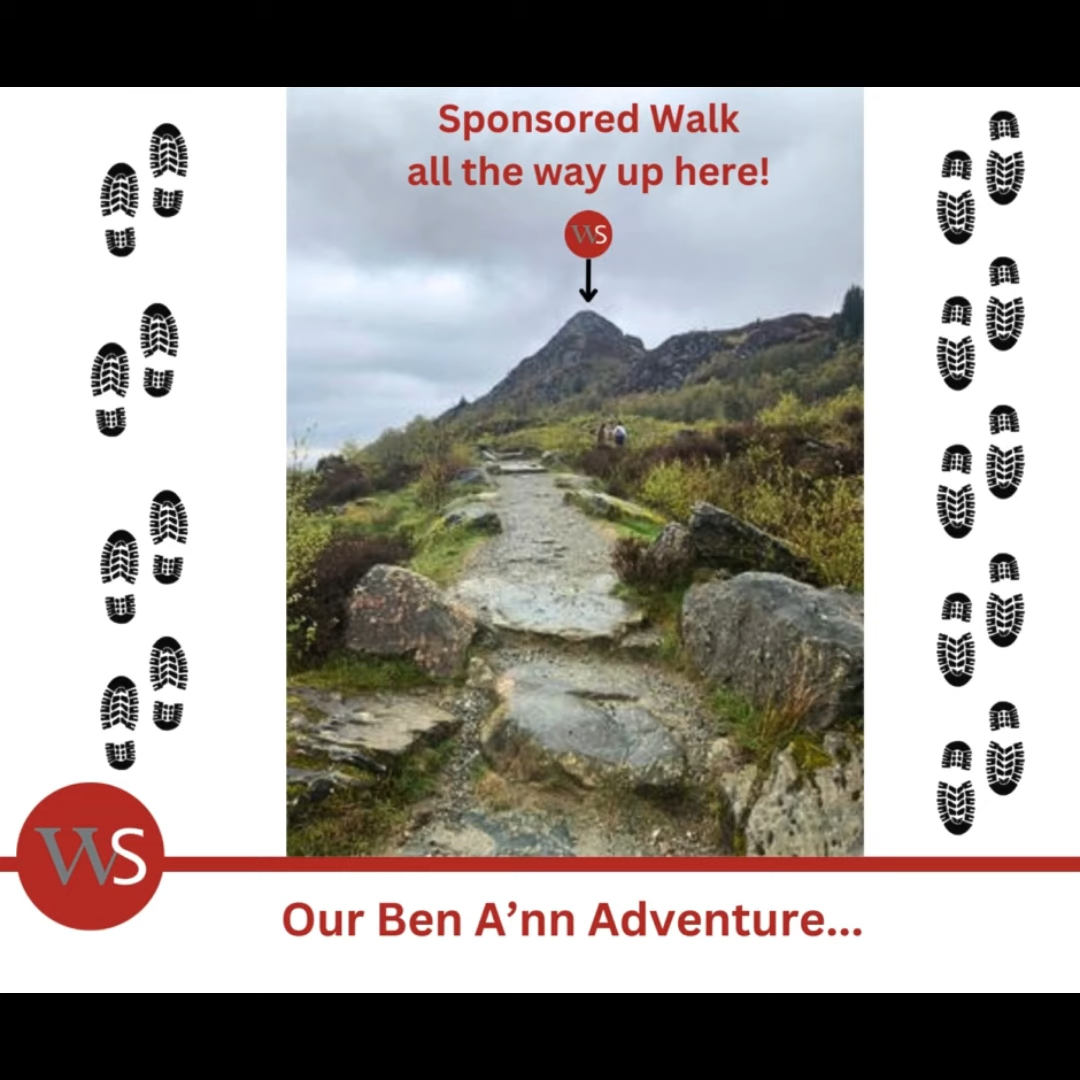 Sponsored Walk
all the way up here!
WS
WS
Our Ben A’nn Adventure...